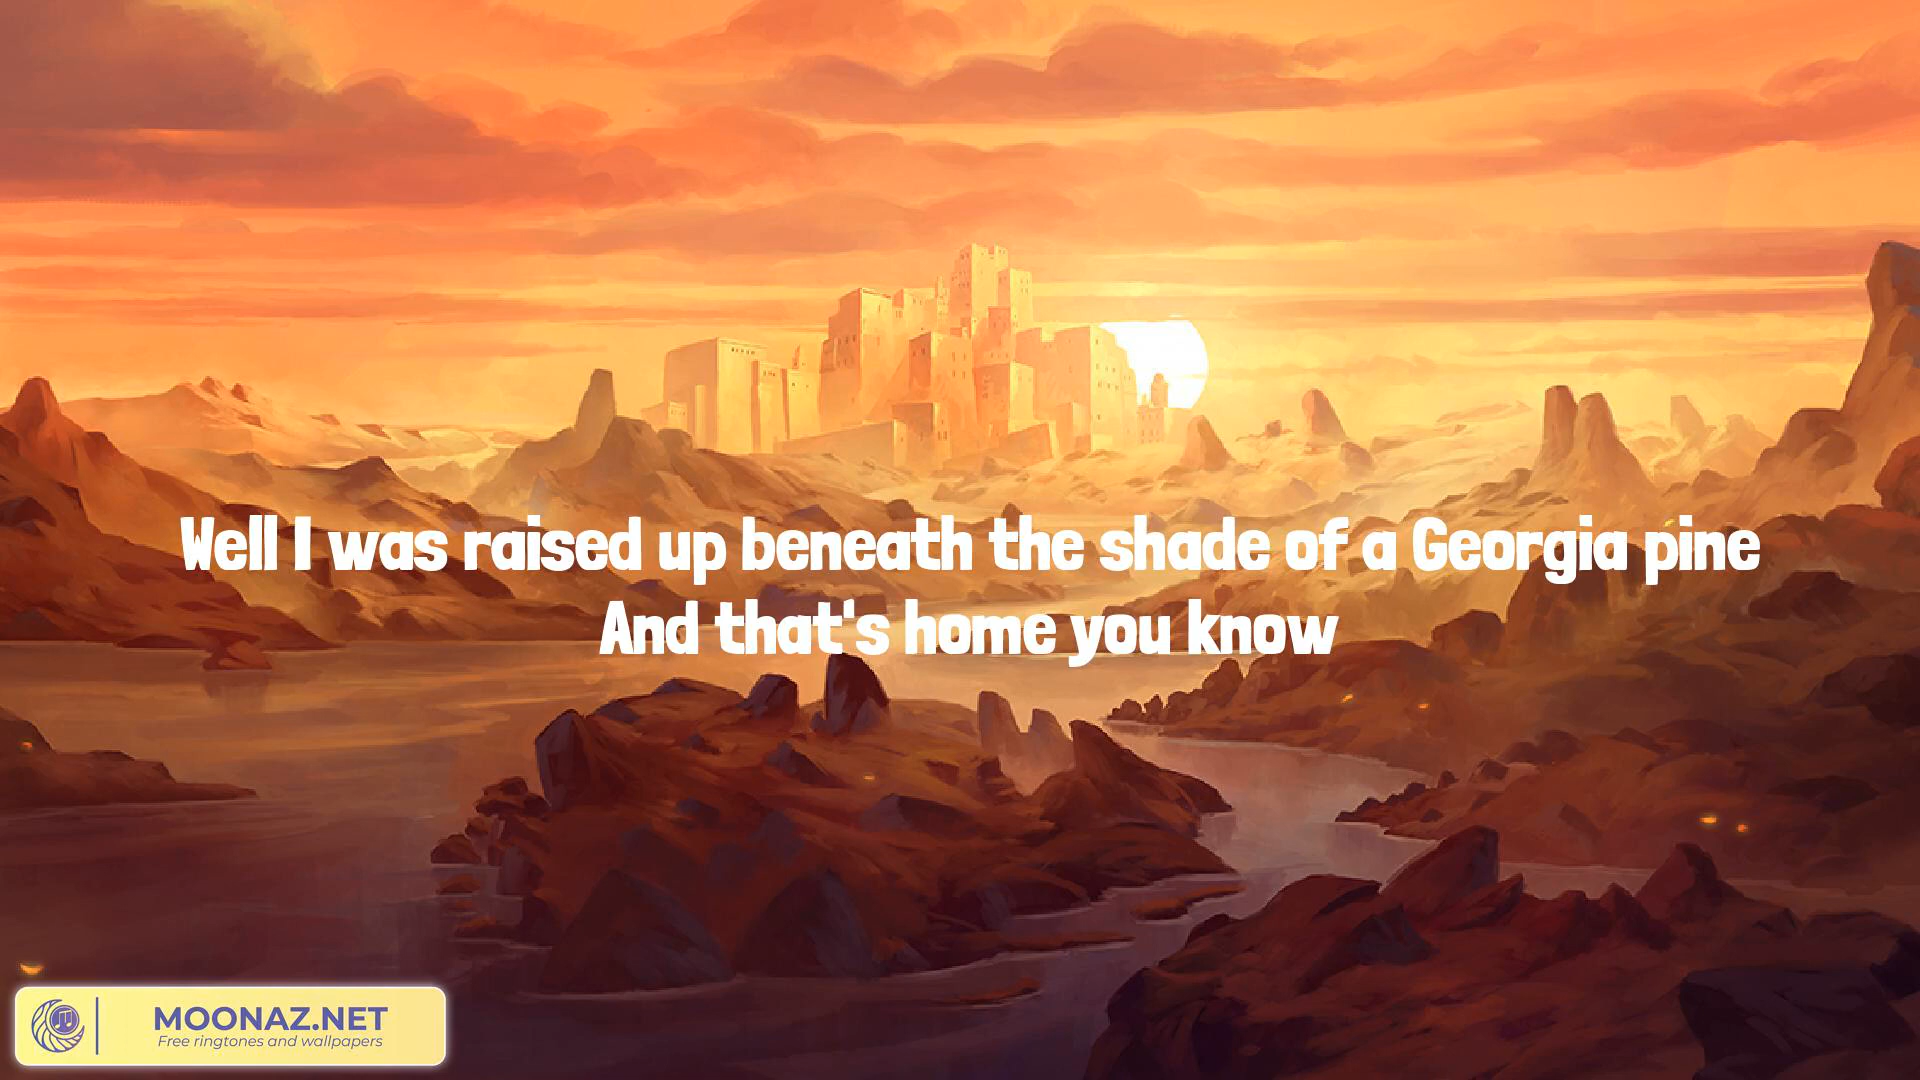 Well I was raised up beneath the shade of a Georgia pine
And that's home you know
MOONAZ.NET
Free ringtones and wallpapers